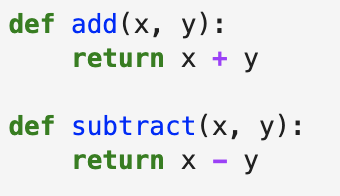 def add(x, y):
    return x + y

def subtract(x, y):
    return x - y